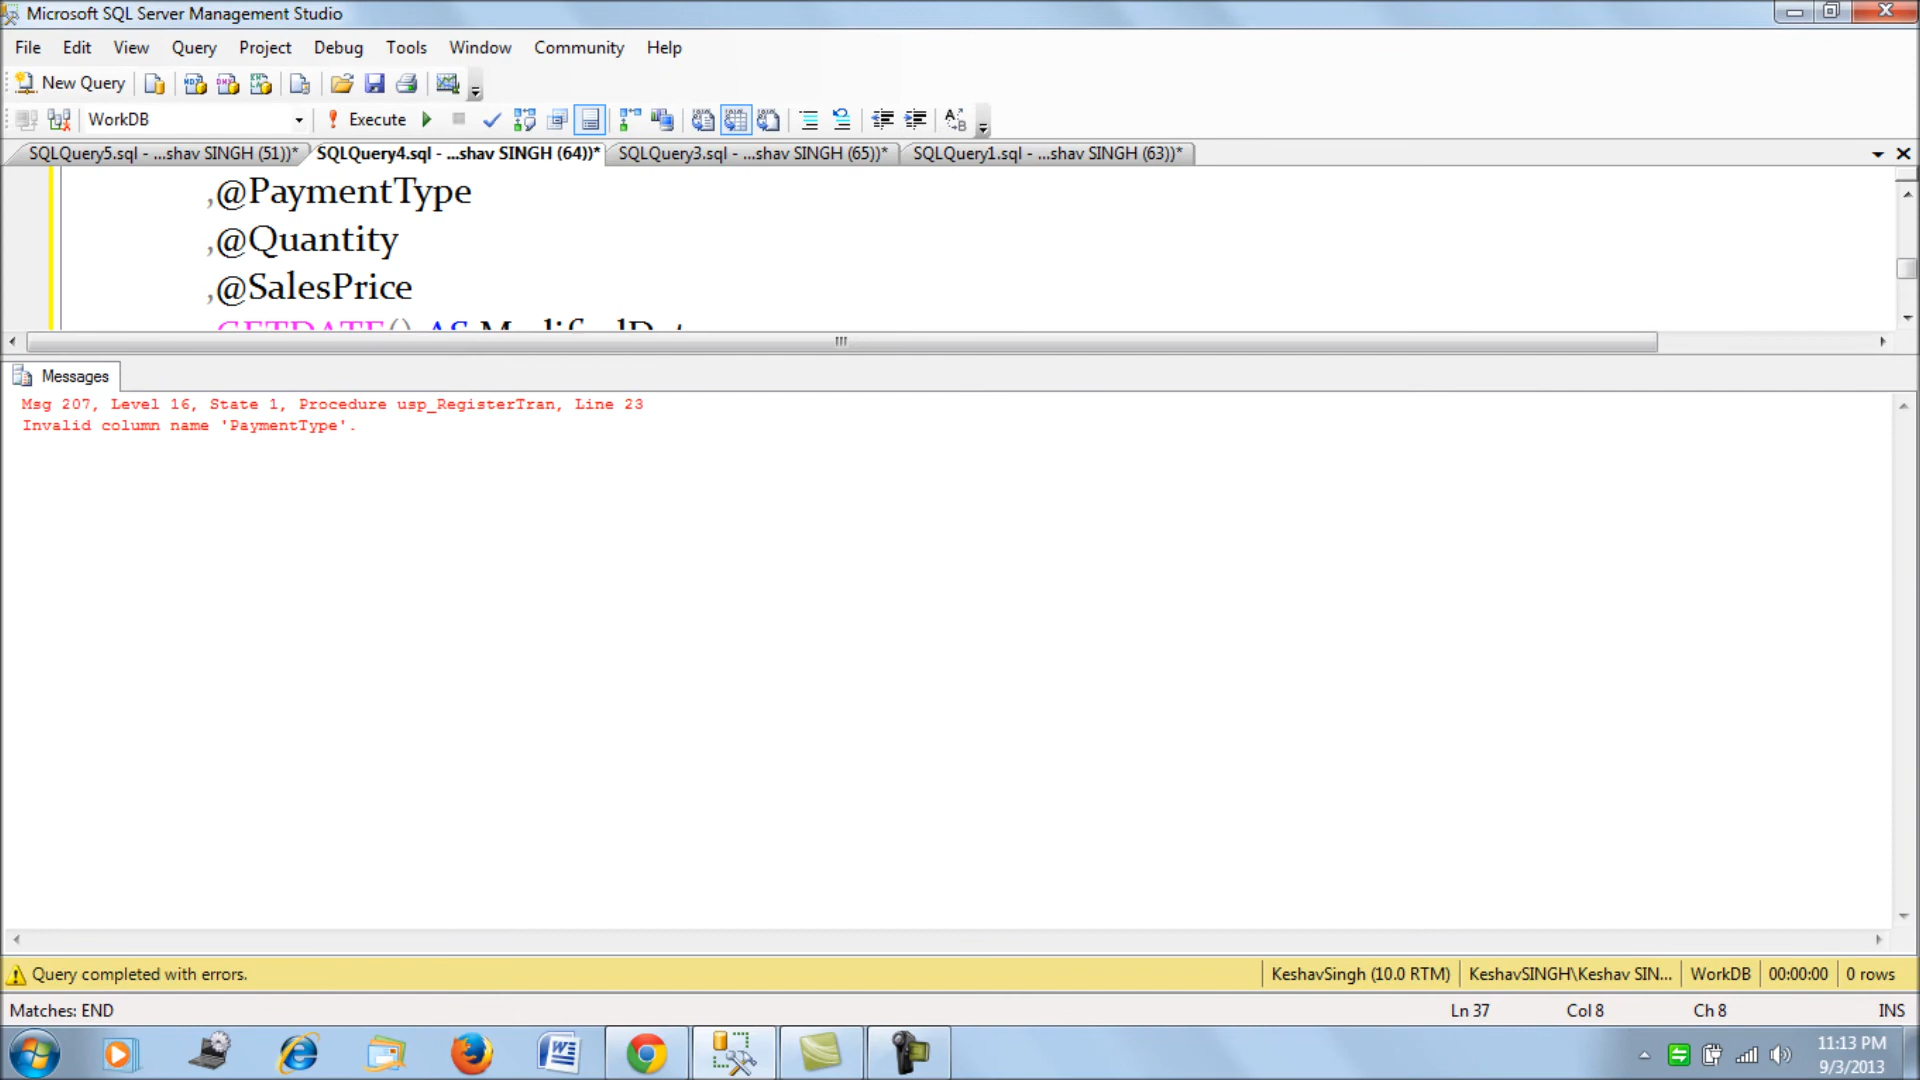 Microsoft SQL Server Management Studio
File Edit View Query Project Debug Tools Window Community Help
New Query
WorkDB Execute
SQLQuery5.sql - ...shav SINGH (51))* SQLQuery4.sql - ...shav SINGH (64))* SQLQuery3.sql - ...shav SINGH (65))* SQLQuery1.sql - ...shav SINGH (63))*
,@PaymentType
,@Quantity
,@SalesPrice
GETDATE() AS ModifiedDat
Messages
Msg 207, Level 16, State 1, Procedure usp_RegisterTran, Line 23
Invalid column name 'PaymentType'.
Query completed with errors. KeshavSingh (10.0 RTM) KeshavSINGH\Keshav SIN... WorkDB 00:00:00 0 rows
Matches: END Ln 37 Col 8 Ch 8 INS
11:13 PM
9/3/2013